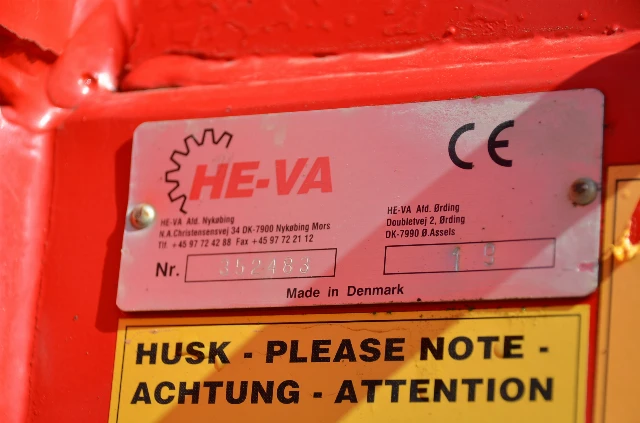 HE-VA
CE
HE-VA Afd. Nykøbing
N.A.Christensensvej 34 DK-7900 Nykøbing Mors
Tlf +45 97 72 42 88 Fax +45 97 72 21 12
HE-VA Afd. Ørding
Doubletvej 2, Ørding
DK-7990 Ø.Assels
Nr. 352483
19
Made in Denmark
HUSK - PLEASE NOTE -
ACHTUNG - ATTENTION